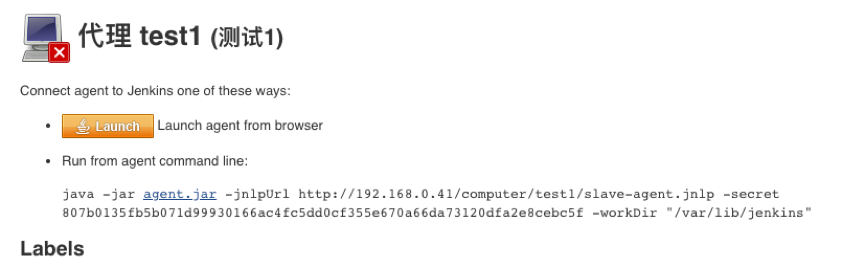 代理 test1 (测试1)
Connect agent to Jenkins one of these ways:
Launch Launch agent from browser
Run from agent command line:
java -jar agent.jar -jnlpUrl http://192.168.0.41/computer/test1/slave-agent.jnlp -secret
807b0135fb5b071d99930166ac4fc5dd0cf355e670a66da73120dfa2e8cebc5f -workDir "/var/lib/jenkins"
Labels